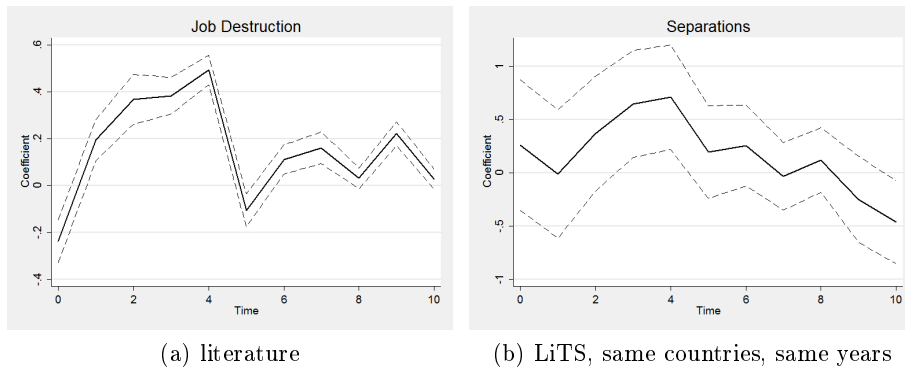 Job Destruction
Coefficient
.6
.4
.2
0
-.2
-.4
0 2 4 6 8 10
Time
(a) literature
Separations
Coefficient
1
.5
0
-.5
-1
0 2 4 6 8 10
Time
(b) LiTS, same countries, same years